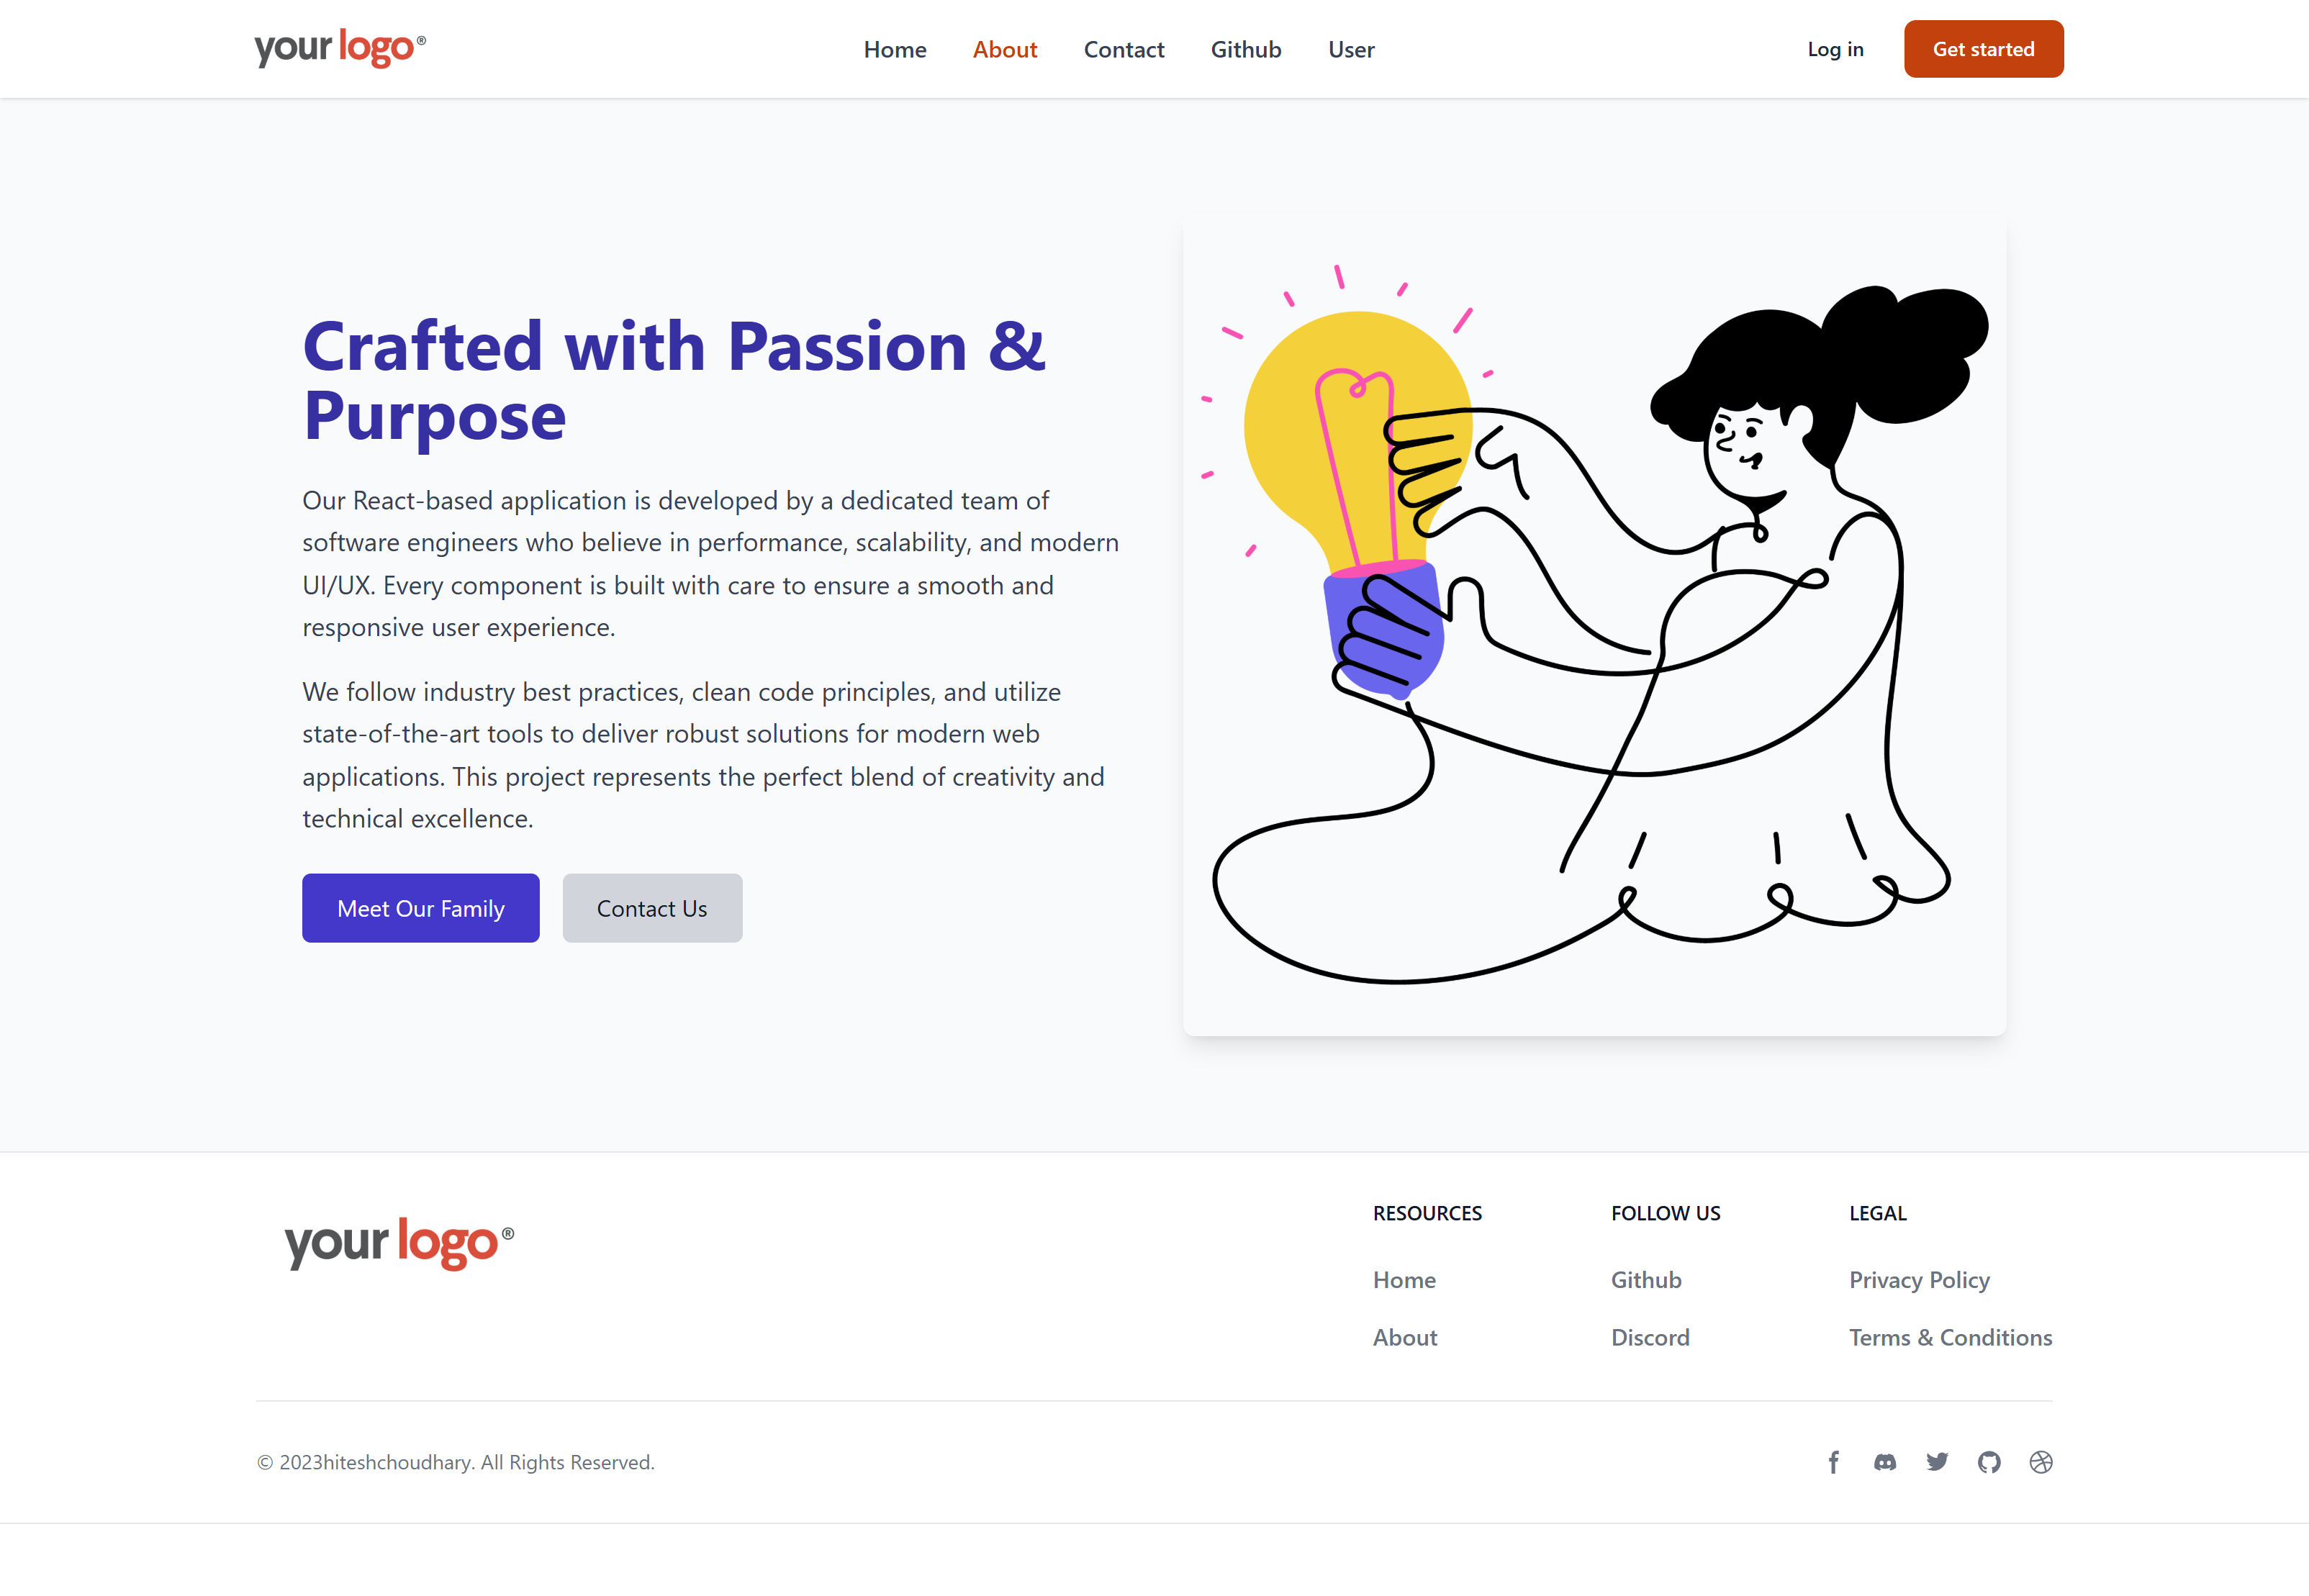 your logo ®
Home About Contact Github User
Log in Get started
Crafted with Passion &
Purpose
Our React-based application is developed by a dedicated team of
software engineers who believe in performance, scalability, and modern
UI/UX. Every component is built with care to ensure a smooth and
responsive user experience.
We follow industry best practices, clean code principles, and utilize
state-of-the-art tools to deliver robust solutions for modern web
applications. This project represents the perfect blend of creativity and
technical excellence.
Meet Our Family Contact Us
your logo ®
RESOURCES FOLLOW US LEGAL
Home Github Privacy Policy
About Discord Terms & Conditions
© 2023hiteshchoudhary. All Rights Reserved.